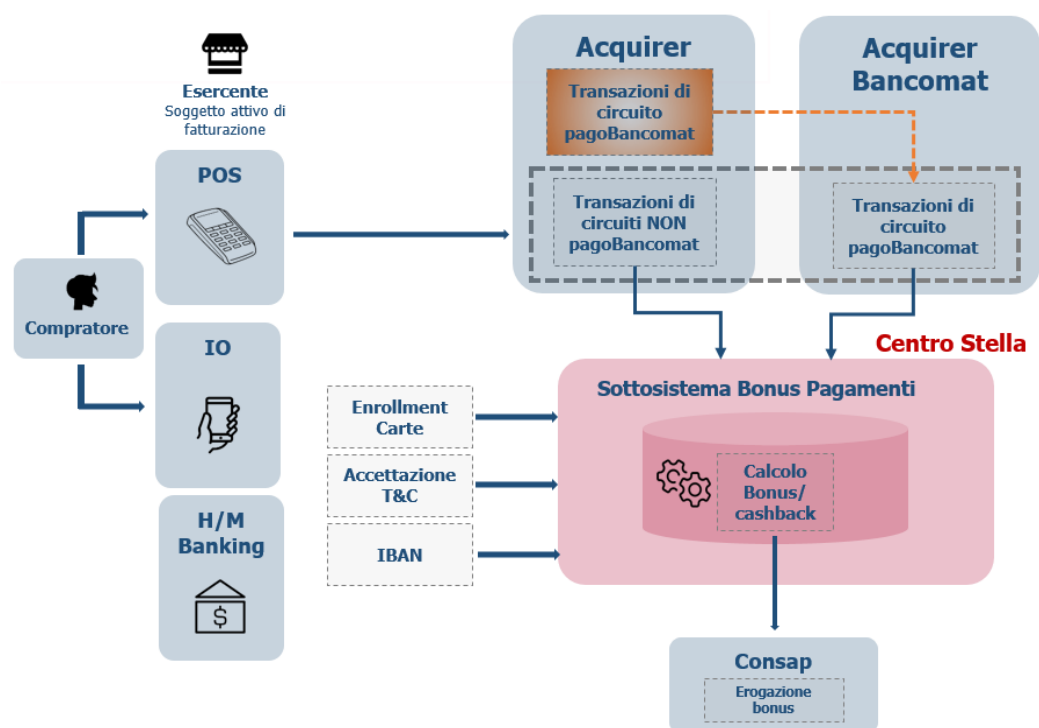 Esercente
Soggetto attivo di
fatturazione
POS
Compratore
IO
H/M
Banking
$
Acquirer
Transazioni di
circuito
pagoBancomat
Transazioni di
circuiti NON
pagoBancomat
Acquirer
Bancomat
Transazioni di
circuito
pagoBancomat
Centro Stella
Sottosistema Bonus Pagamenti
Enrollment
Carte
Accettazione
T&C
IBAN
Calcolo
Bonus/
cashback
Consap
Erogazione
bonus